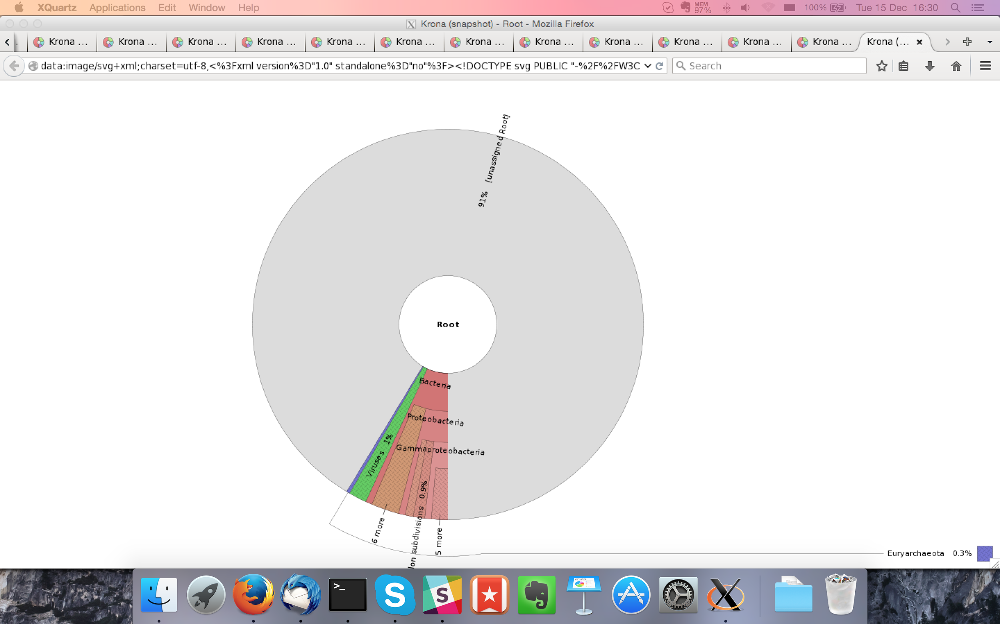 XQuartz Applications Edit Window Help MEM 97% 100% Tue 15 Dec 16:30
Krona (snapshot) - Root - Mozilla Firefox
Krona ... Krona ... Krona ... Krona ... Krona ... Krona ... Krona ... Krona ... Krona ... Krona ... Krona ... Krona ... Krona (...
data:image/svg+xml;charset=utf-8,<%3Fxml version%3D"1.0" standalone%3D"no"%3F><!DOCTYPE svg PUBLIC "-%2F%2FW3C Search
91% [unassigned Root]
Root
Bacteria
Proteobacteria
Gammaproteobacteria
Viruses 1%
6 more
subdivisions 0.9%
5 more
Euryarchaeota 0.3%
>_
S
S
KEYNOTE